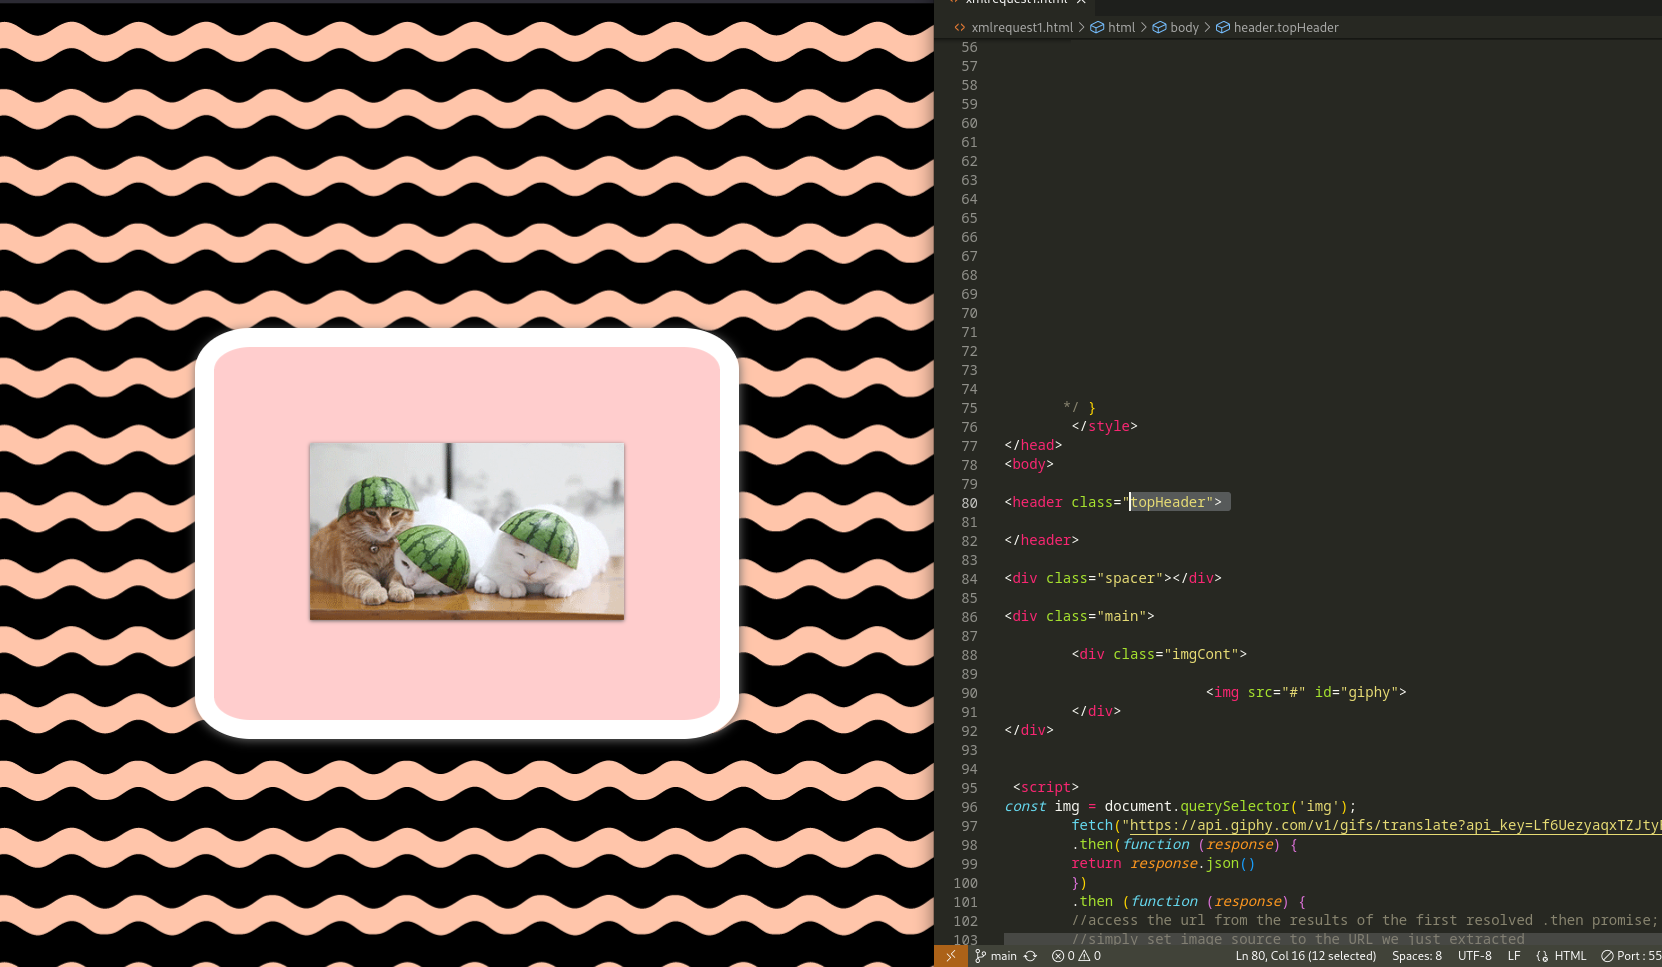 xmlrequest1.html
xmlrequest1.html > html > body > header.topHeader
56
57
58
59
60
61
62
63
64
65
66
67
68
69
70
71
72
73
74
75 */ }
76 </style>
77 </head>
78 <body>
79
80 <header class="topHeader">
81
82 </header>
83
84 <div class="spacer"></div>
85
86 <div class="main">
87
88 <div class="imgCont">
89
90 <img src="#" id="giphy">
91 </div>
92 </div>
93
94
95 <script>
96 const img = document.querySelector('img');
97 fetch("https://api.giphy.com/v1/gifs/translate?api_key=Lf6UezyaqxTZJty
98 .then(function (response) {
99 return response.json()
100 })
101 .then (function (response) {
102 //access the url from the results of the first resolved .then promise;
103 //simply set image source to the URL we just extracted
main 0 0 Ln 80, Col 16 (12 selected) Spaces: 8 UTF-8 LF HTML Port : 55